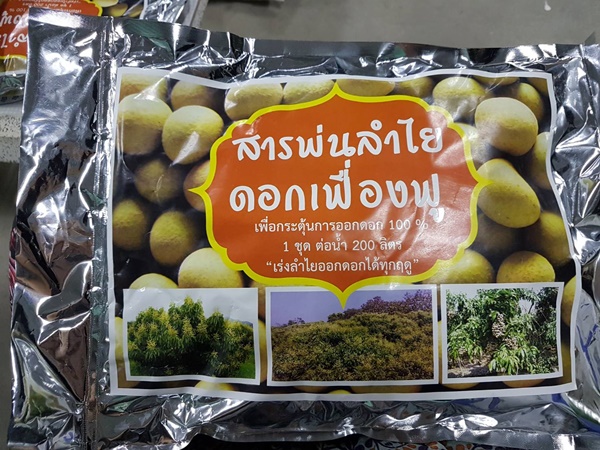 สารพ่นลำไย
ดอกเฟื่องฟู
เพื่อกระตุ้นการออกดอก 100 %
1 ชุด ต่อน้ำ 200 ลิตร
“เร่งลำไยออกดอกได้ทุกฤดู”